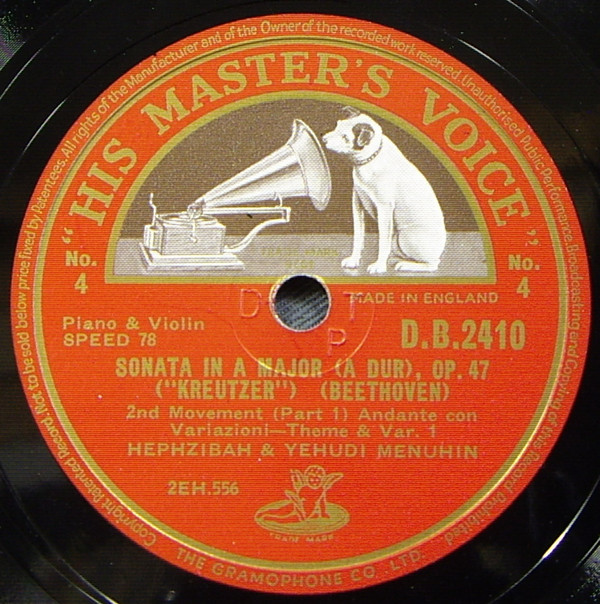 Copyright Patented Record. Not to be sold below price fixed by Patentees. All rights of the Manufacturer and of the Owner of the recorded work reserved. Unauthorised Public Performance, Broadcasting and Copying of this Record Prohibited.
"HIS MASTER'S VOICE"
TRADE MARK
No. 4
No. 4
MADE IN ENGLAND
D T
P
Piano & Violin
SPEED 78
D.B.2410
SONATA IN A MAJOR (A DUR), OP. 47
("KREUTZER") (BEETHOVEN)
2nd Movement (Part 1) Andante con
Variazioni—Theme & Var. 1
HEPHZIBAH & YEHUDI MENUHIN
2EH.556
TRADE MARK
THE GRAMOPHONE CO., LTD.